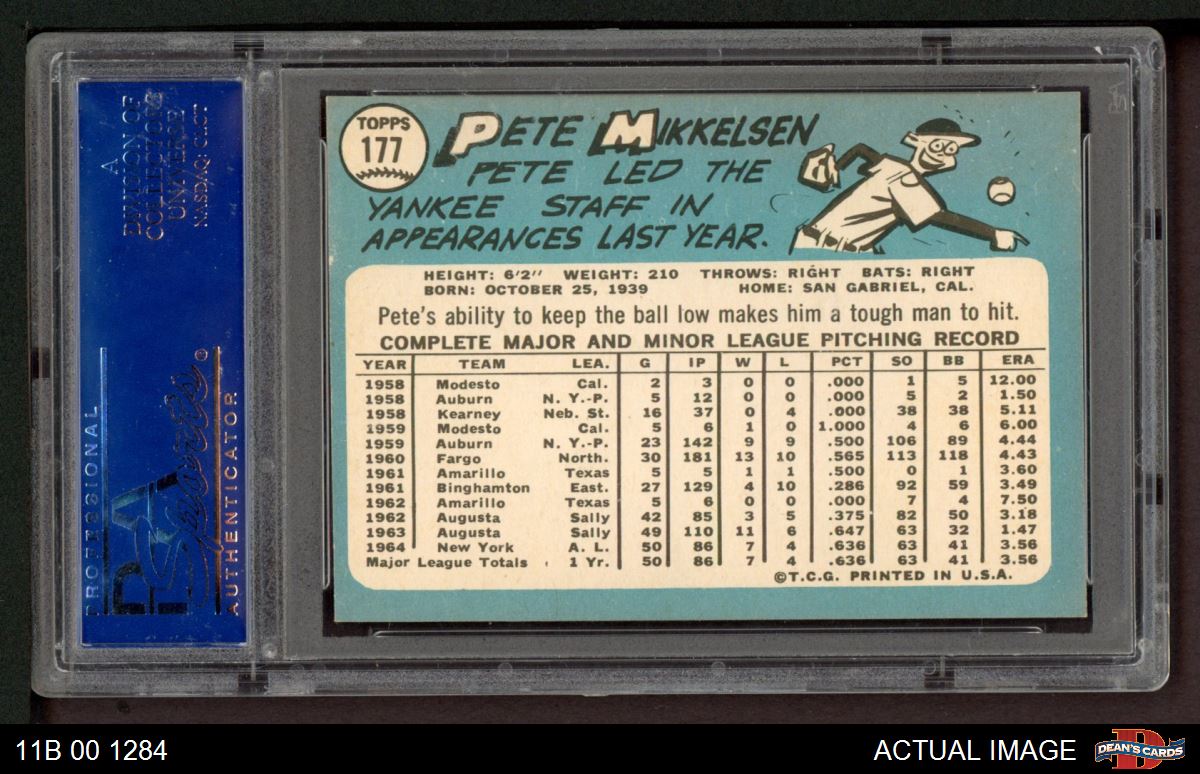 A
DIVISION OF
COLLECTORS
UNIVERSE
NASDAQ: CLCT
PROFESSIONAL
PSA
Sports
®
AUTHENTICATOR
TOPPS
177
PETE MIKKELSEN
PETE LED THE
YANKEE STAFF IN
APPEARANCES LAST YEAR.
HEIGHT: 6'2" WEIGHT: 210 THROWS: RIGHT BATS: RIGHT
BORN: OCTOBER 25, 1939 HOME: SAN GABRIEL, CAL.
Pete's ability to keep the ball low makes him a tough man to hit.
COMPLETE MAJOR AND MINOR LEAGUE PITCHING RECORD
YEAR TEAM LEA. G IP W L PCT SO BB ERA
1958 Modesto Cal. 2 3 0 0 .000 1 5 12.00
1958 Auburn N. Y.-P. 5 12 0 0 .000 5 2 1.50
1958 Kearney Neb. St. 16 37 0 4 .000 38 38 5.11
1959 Modesto Cal. 5 6 1 0 1.000 4 6 6.00
1959 Auburn N. Y.-P. 23 142 9 9 .500 106 89 4.44
1960 Fargo North. 30 181 13 10 .565 113 118 4.43
1961 Amarillo Texas 5 5 1 1 .500 0 1 3.60
1961 Binghamton East. 27 129 4 10 .286 92 59 3.49
1962 Amarillo Texas 5 6 0 0 .000 7 4 7.50
1962 Augusta Sally 42 85 3 5 .375 82 50 3.18
1963 Augusta Sally 49 110 11 6 .647 63 32 1.47
1964 New York A. L. 50 86 7 4 .636 63 41 3.56
Major League Totals 1 Yr. 50 86 7 4 .636 63 41 3.56
©T.C.G. PRINTED IN U.S.A.
11B 00 1284
ACTUAL IMAGE
DEAN'S CARDS